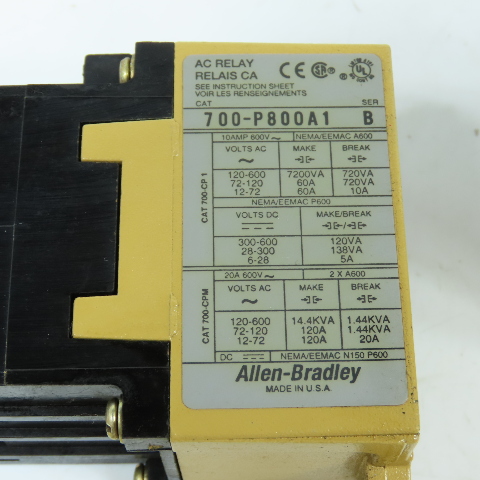 AC RELAY
RELAIS CA
SEE INSTRUCTION SHEET
VOIR LES RENSEIGNEMENTS
CE CSA UL
CAT SER
700-P800A1 B
10AMP 600V~ NEMA/EEMAC A600
CAT 700-CP1
VOLTS AC MAKE BREAK
120-600 7200VA 720VA
72-120 60A 720VA
12-72 60A 10A
NEMA/EEMAC P600
VOLTS DC MAKE/BREAK
300-600 120VA
28-300 138VA
6-28 5A
20A 600V~ 2 X A600
CAT 700-CPM
VOLTS AC MAKE BREAK
120-600 14.4KVA 1.44KVA
72-120 120A 1.44KVA
12-72 120A 20A
DC NEMA/EEMAC N150 P600
Allen-Bradley
MADE IN U.S.A.